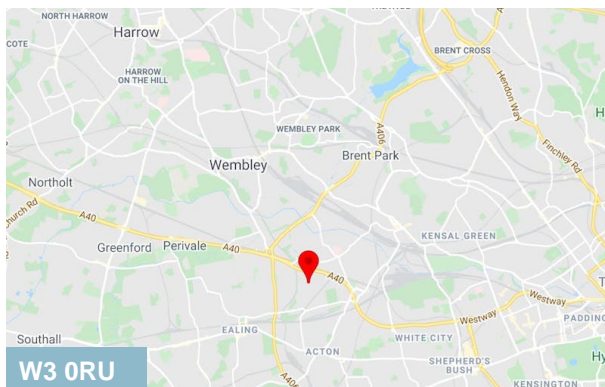 NORTH HARROW
Harrow
COTE
HARROW
ON THE HILL
BRENT CROSS
Hendon Way
A406
WEMBLEY PARK
Wembley
Brent Park
Finchley Rd
Northolt
Church Rd
A40
KENSAL GREEN
Greenford
Perivale
A40
A40
Westway
Westway
PADDING
Southall
EALING
ACTON
WHITE CITY
SHEPHERD'S
BUSH
Hy
KENSINGTON
A406
W3 0RU